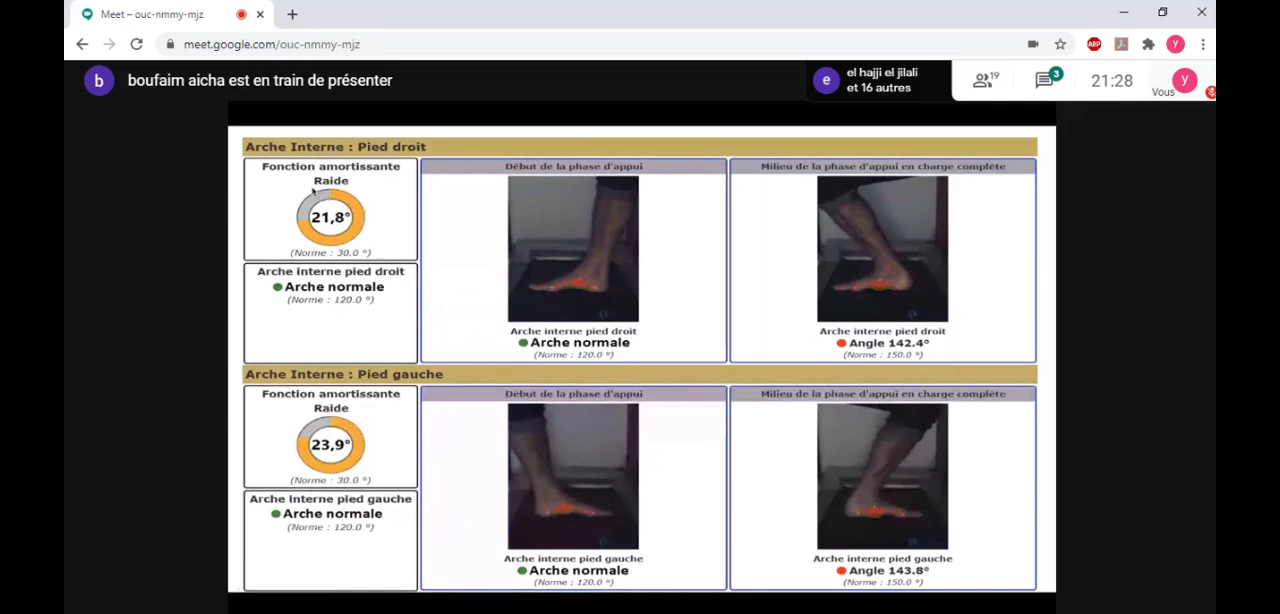 Meet – ouc-nmmy-mjz
meet.google.com/ouc-nmmy-mjz
ABP
y
b
boufaim aicha est en train de présenter
e
el hajji el jilali
et 16 autres
19
3
21:28
Vous
y
Arche Interne : Pied droit
Fonction amortissante
Raide
21,8°
(Norme : 30.0 °)
Arche interne pied droit
Arche normale
(Norme : 120.0 °)
Début de la phase d'appui
Arche interne pied droit
Arche normale
(Norme : 120.0 °)
Milieu de la phase d'appui en charge complète
Arche interne pied droit
Angle 142.4°
(Norme : 150.0 °)
Arche Interne : Pied gauche
Fonction amortissante
Raide
23,9°
(Norme : 30.0 °)
Arche interne pied gauche
Arche normale
(Norme : 120.0 °)
Début de la phase d'appui
Arche interne pied gauche
Arche normale
(Norme : 120.0 °)
Milieu de la phase d'appui en charge complète
Arche interne pied gauche
Angle 143.8°
(Norme : 150.0 °)